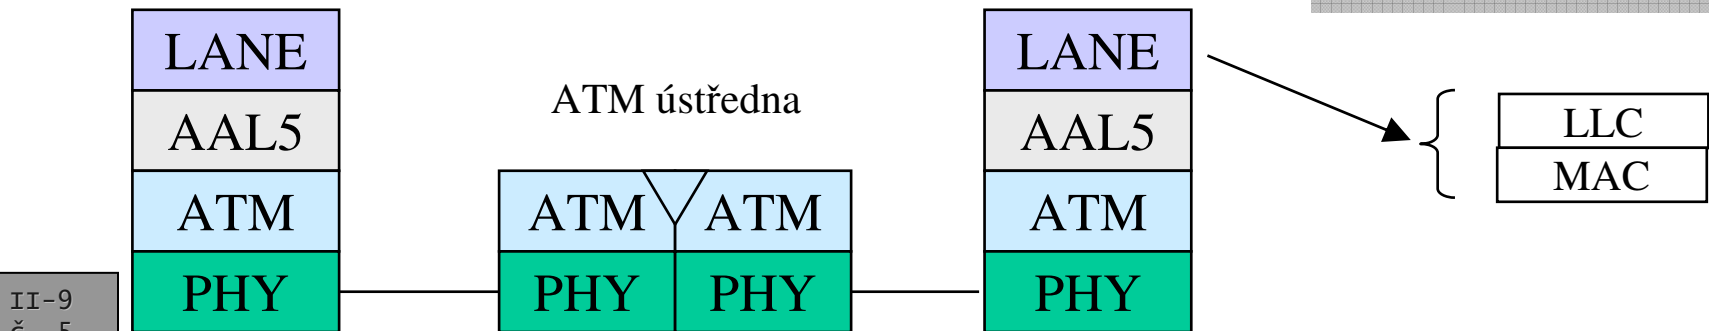 LANE
AAL5
ATM
PHY
ATM ústředna
ATM ATM
PHY PHY
LANE
AAL5
ATM
PHY
LLC
MAC
II-9